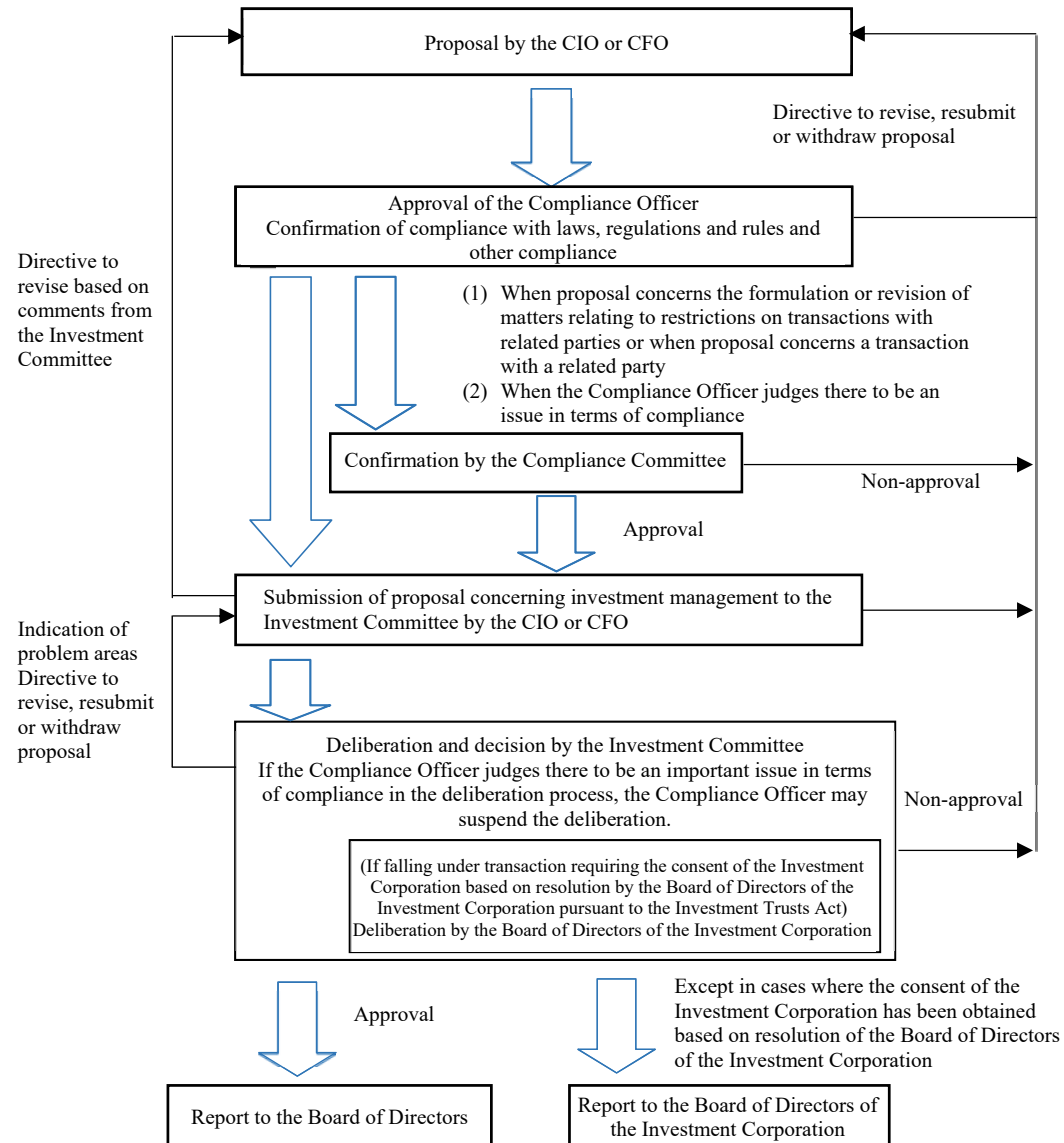 Proposal by the CIO or CFO
Directive to revise, resubmit
or withdraw proposal
Approval of the Compliance Officer
Confirmation of compliance with laws, regulations and rules and
other compliance
Directive to
revise based on
comments from
the Investment
Committee
(1) When proposal concerns the formulation or revision of
matters relating to restrictions on transactions with
related parties or when proposal concerns a transaction
with a related party
(2) When the Compliance Officer judges there to be an
issue in terms of compliance
Confirmation by the Compliance Committee
Non-approval
Approval
Submission of proposal concerning investment management to the
Investment Committee by the CIO or CFO
Indication of
problem areas
Directive to
revise, resubmit
or withdraw
proposal
Deliberation and decision by the Investment Committee
If the Compliance Officer judges there to be an important issue in terms
of compliance in the deliberation process, the Compliance Officer may
suspend the deliberation.
Non-approval
(If falling under transaction requiring the consent of the Investment
Corporation based on resolution by the Board of Directors of the
Investment Corporation pursuant to the Investment Trusts Act)
Deliberation by the Board of Directors of the Investment Corporation
Approval
Except in cases where the consent of the
Investment Corporation has been obtained
based on resolution of the Board of Directors
of the Investment Corporation
Report to the Board of Directors
Report to the Board of Directors of
the Investment Corporation